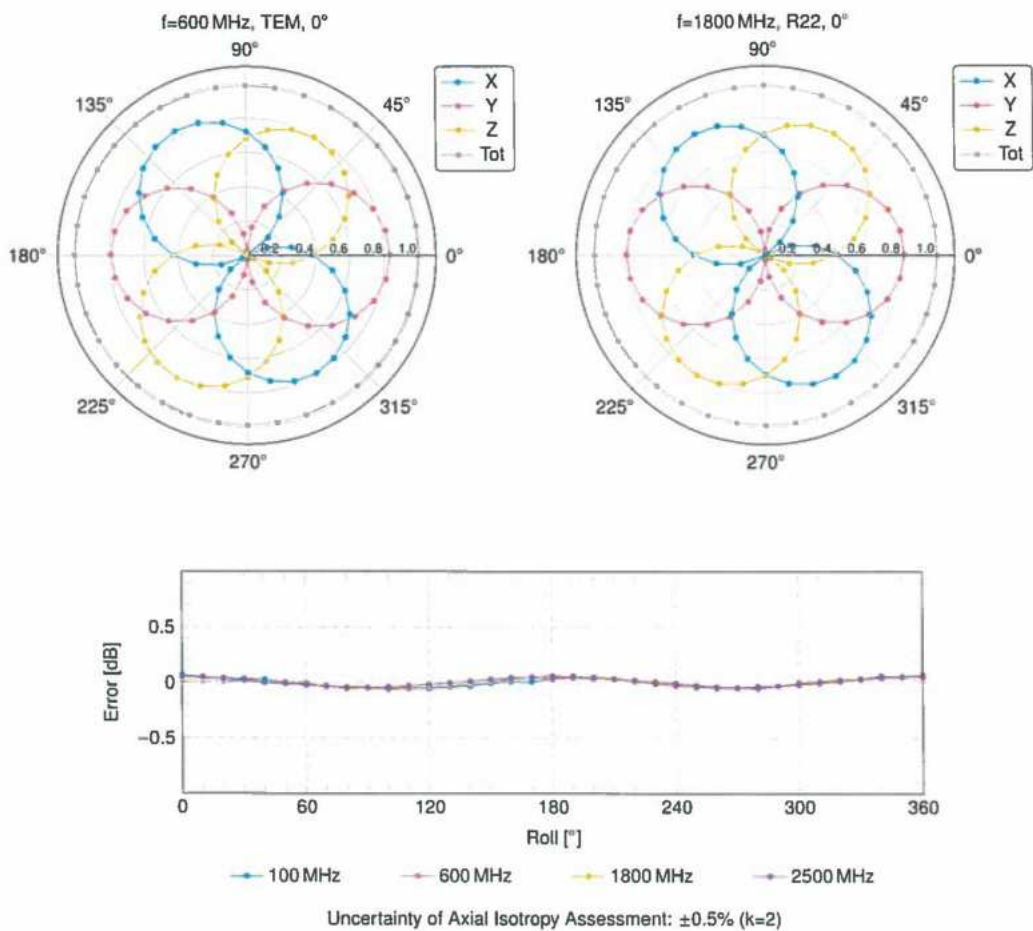 f=600 MHz, TEM, 0°
90°
135°
45°
180°
0°
225°
315°
270°
0.2 0.4 0.6 0.8 1.0
X
Y
Z
Tot
f=1800 MHz, R22, 0°
90°
135°
45°
180°
0°
225°
315°
270°
0.2 0.4 0.6 0.8 1.0
X
Y
Z
Tot
Error [dB]
0.5
0
−0.5
0 60 120 180 240 300 360
Roll [°]
100 MHz 600 MHz 1800 MHz 2500 MHz
Uncertainty of Axial Isotropy Assessment: ±0.5% (k=2)